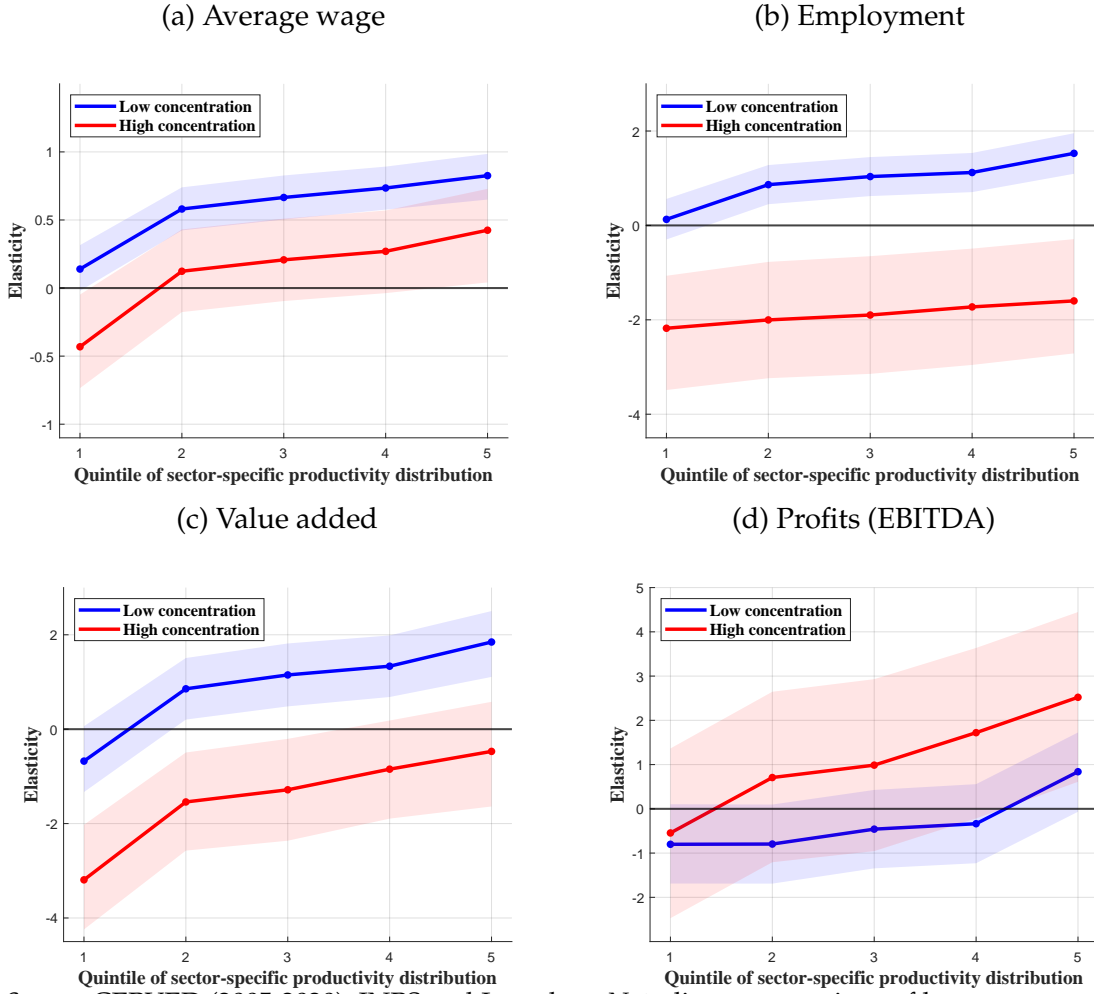 (a) Average wage
(b) Employment
Low concentration
High concentration
1
0.5
0
-0.5
-1
Elasticity
1 2 3 4 5
Quintile of sector-specific productivity distribution
Low concentration
High concentration
2
0
-2
-4
Elasticity
1 2 3 4 5
Quintile of sector-specific productivity distribution
(c) Value added
(d) Profits (EBITDA)
Low concentration
High concentration
2
0
-2
-4
Elasticity
1 2 3 4 5
Quintile of sector-specific productivity distribution
Low concentration
High concentration
5
4
3
2
1
0
-1
-2
Elasticity
1 2 3 4 5
Quintile of sector-specific productivity distribution